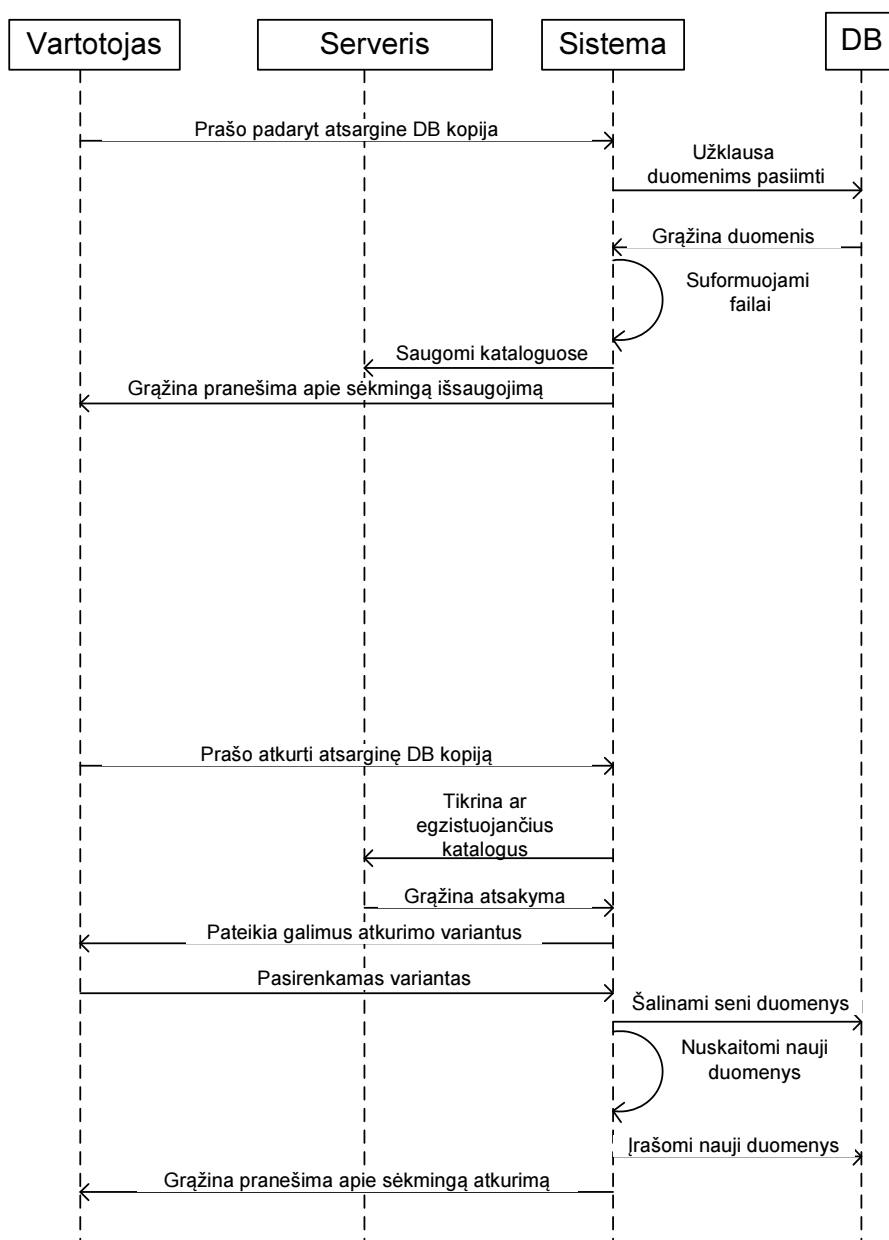 Vartotojas
Serveris
Sistema
DB
Prašo padaryt atsargine DB kopija
Užklausa
duomenims pasiimti
Grąžina duomenis
Suformuojami
failai
Saugomi kataloguose
Grąžina pranešima apie sėkmingą išsaugojimą
Prašo atkurti atsarginę DB kopiją
Tikrina ar
egzistuojančius
katalogus
Grąžina atsakyma
Pateikia galimus atkurimo variantus
Pasirenkamas variantas
Šalinami seni duomenys
Nuskaitomi nauji
duomenys
Įrašomi nauji duomenys
Grąžina pranešima apie sėkmingą atkurimą